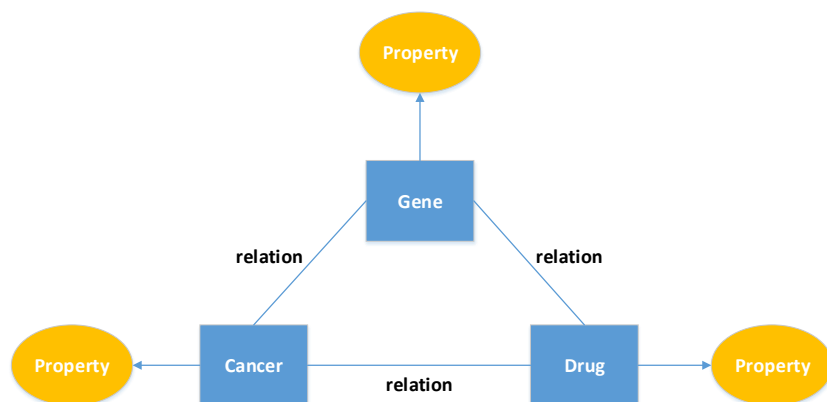 Property
Gene
relation
relation
Property
Cancer
Drug
Property
relation